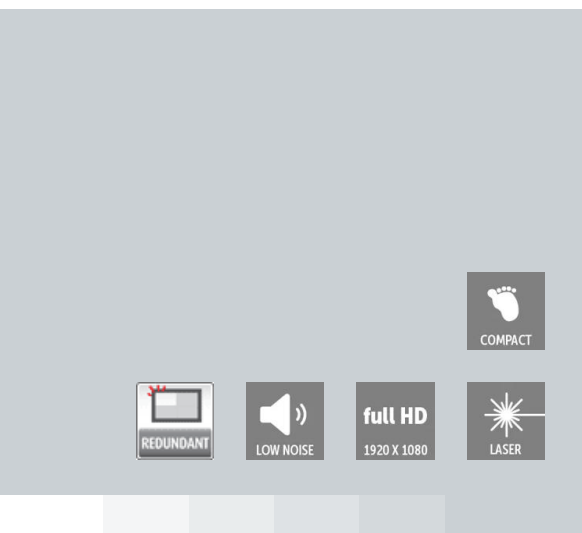 COMPACT
REDUNDANT
LOW NOISE
full HD
1920 X 1080
LASER